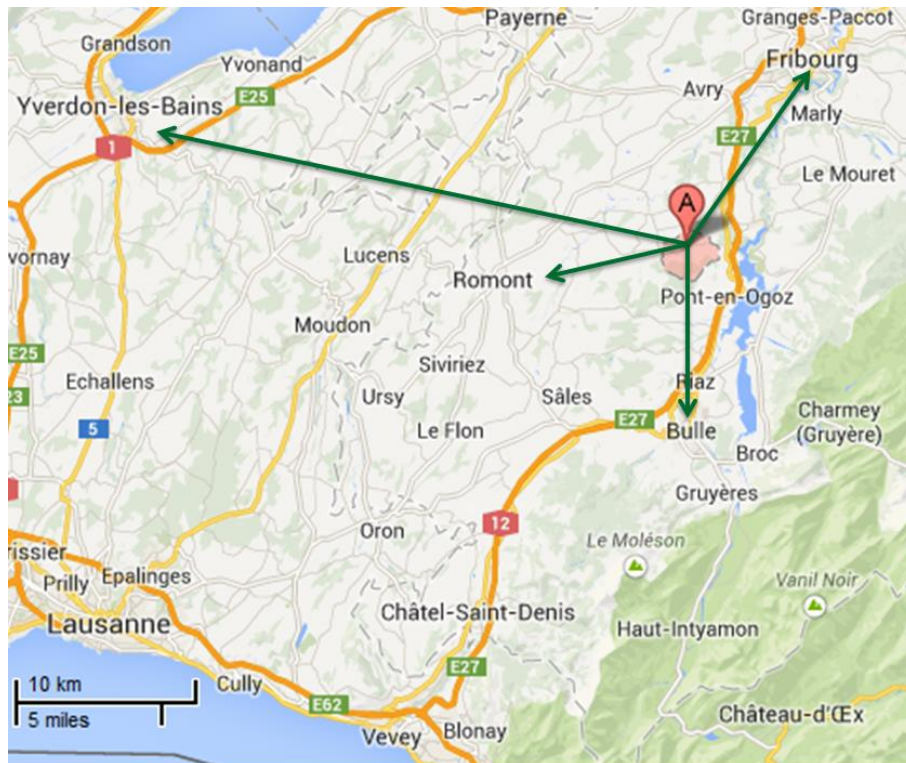 Payerne
Granges-Paccot
Grandson
Fribourg
Yvonand
Avry
E25
Yverdon-les-Bains
Marly
E27
1
Le Mouret
A
vornay
Lucens
Romont
Pont-en-Ogoz
Moudon
E25
Siviriez
Riaz
Echallens
23
Ursy
Sâles
Charmey
(Gruyère)
5
Le Flon
E27
Bulle
Broc
Gruyères
12
Oron
Le Moléson
rissier
Prilly
Epalinges
Vanil Noir
Châtel-Saint-Denis
Lausanne
Haut-Intyamon
E27
10 km
Cully
5 miles
E62
Château-d'Œx
Vevey
Blonay